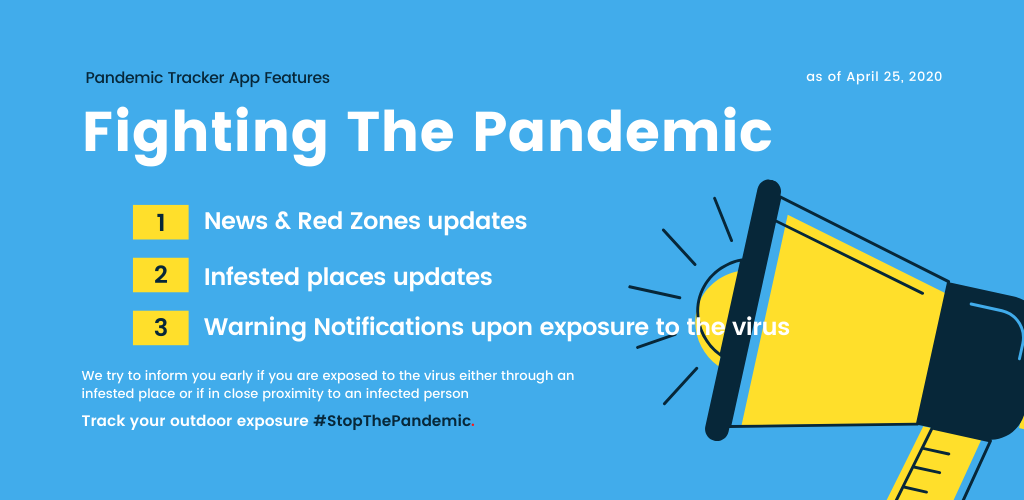 Pandemic Tracker App Features
as of April 25, 2020
Fighting The Pandemic
1 News & Red Zones updates
2 Infested places updates
3 Warning Notifications upon exposure to the virus
We try to inform you early if you are exposed to the virus either through an
infested place or if in close proximity to an infected person
Track your outdoor exposure #StopThePandemic.